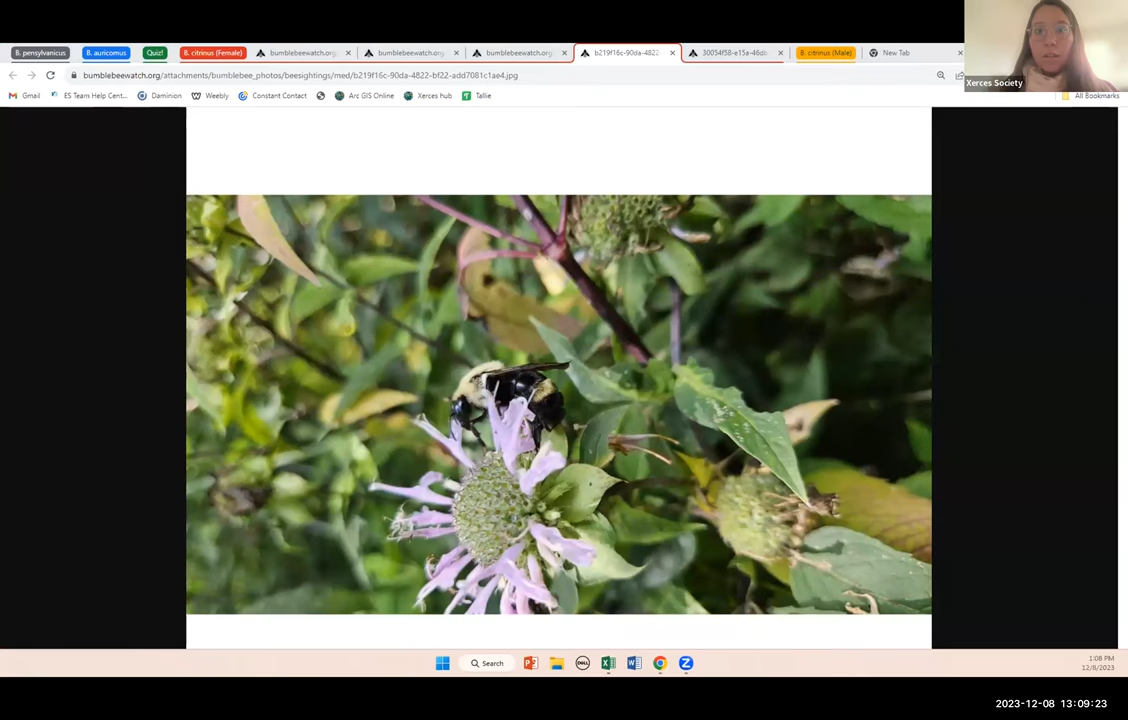 B. pensylvanicus
B. auricomus
Quiz!
B. citrinus (Female)
bumblebeewatch.org
bumblebeewatch.org
bumblebeewatch.org
b219f16c-90da-4822
30054f58-e15a-46db
B. citrinus (Male)
New Tab
bumblebeewatch.org/attachments/bumblebee_photos/beesightings/med/b219f16c-90da-4822-bf22-add7081c1ae4.jpg
Xerces Society
Gmail
ES Team Help Cent...
Dominion
Weebly
Constant Contact
Arc GIS Online
Xerces hub
Tallie
All Bookmarks
Search
DELL
1:08 PM
12/8/2023
2023-12-08 13:09:23